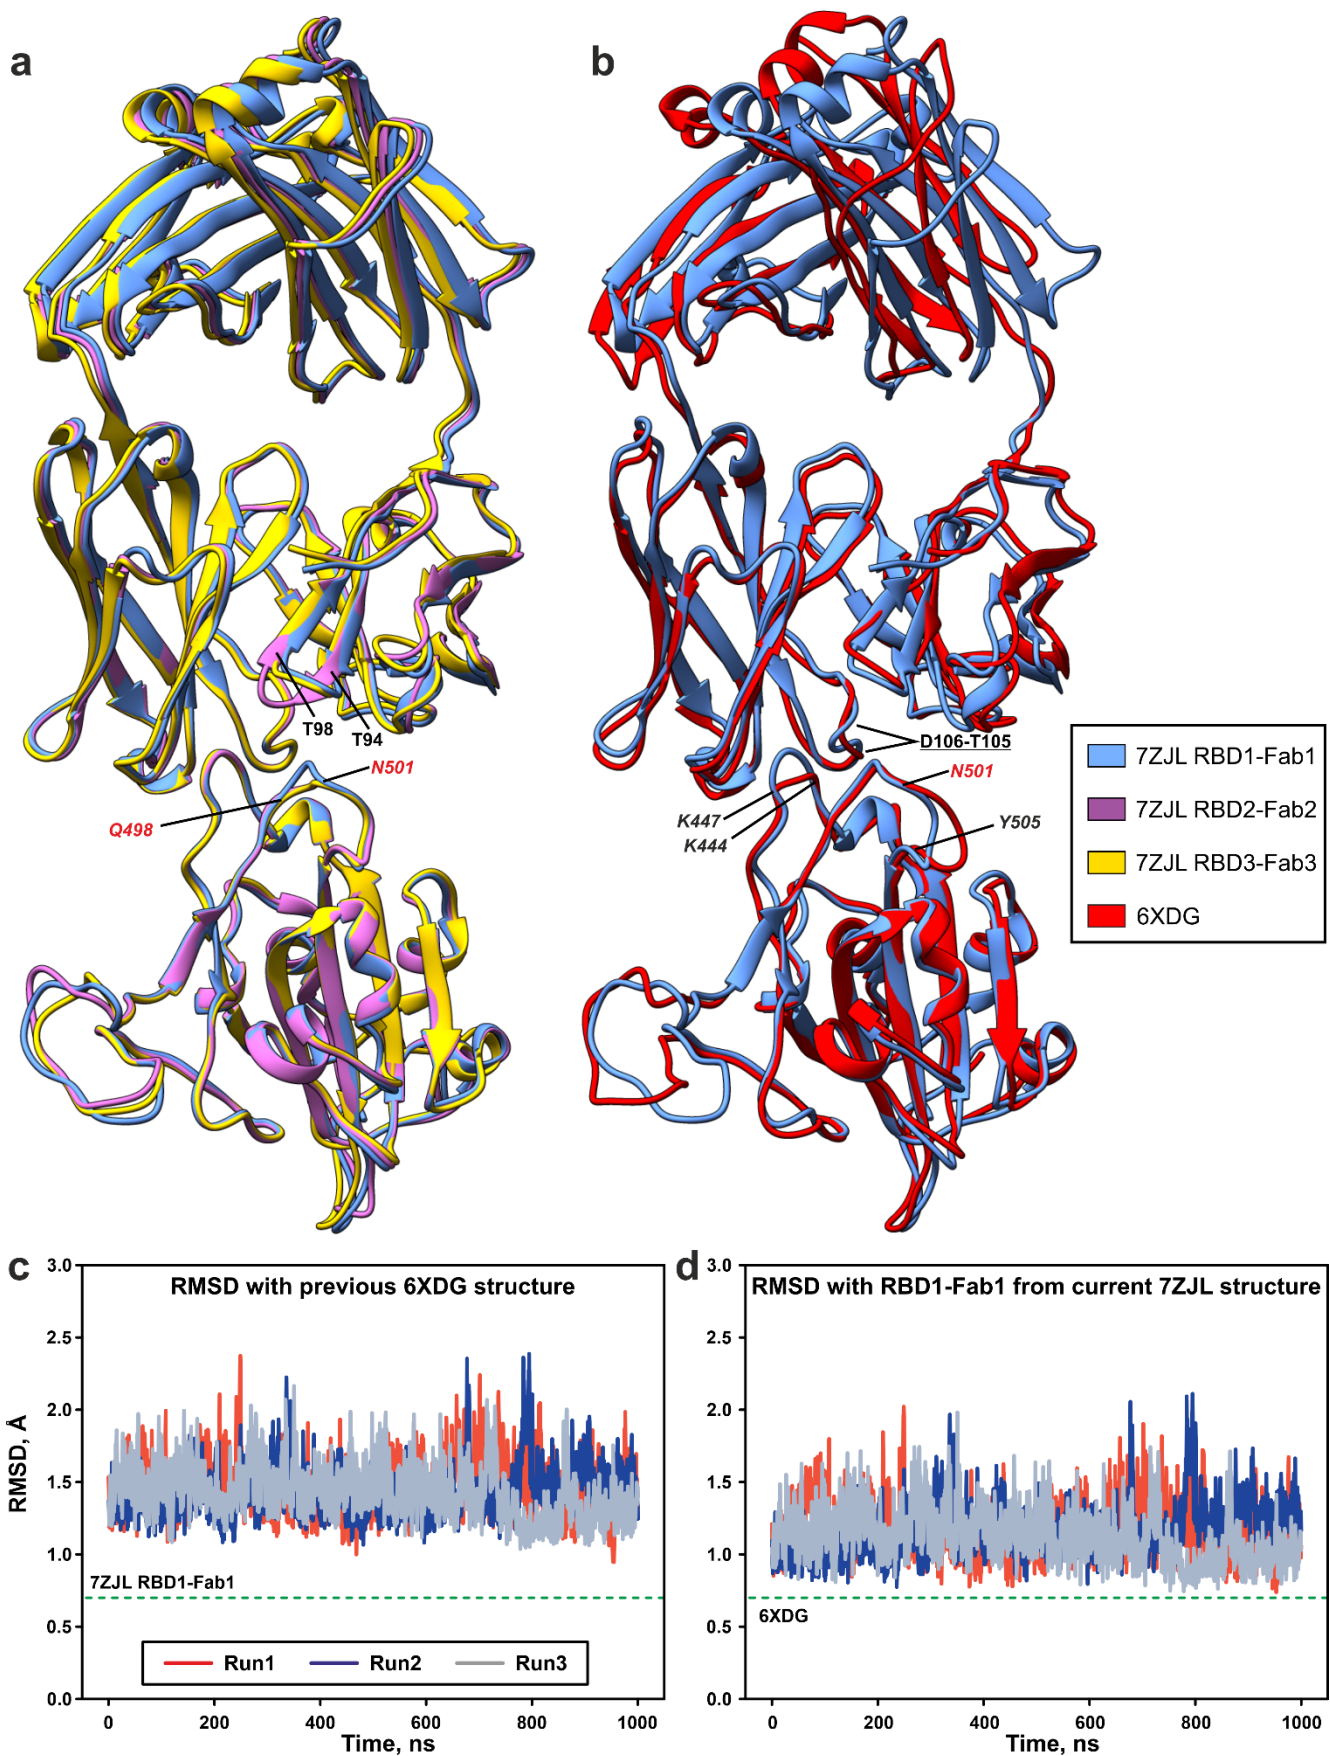 a
b
T98
T94
N501
Q498
D106-T105
N501
K447
K444
Y505
7ZJL RBD1-Fab1
7ZJL RBD2-Fab2
7ZJL RBD3-Fab3
6XDG
c
RMSD with previous 6XDG structure
3.0
2.5
2.0
1.5
1.0
0.5
0.0
RMSD, Å
7ZJL RBD1-Fab1
Run1 Run2 Run3
0 200 400 600 800 1000
Time, ns
d
RMSD with RBD1-Fab1 from current 7ZJL structure
3.0
2.5
2.0
1.5
1.0
0.5
0.0
6XDG
0 200 400 600 800 1000
Time, ns